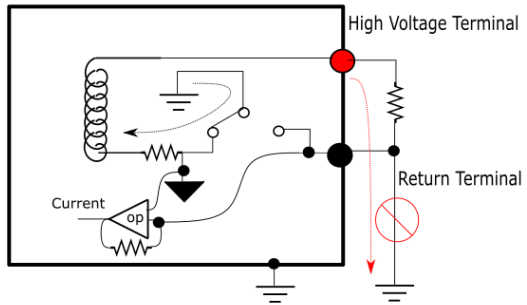 High Voltage Terminal
Return Terminal
Current
op